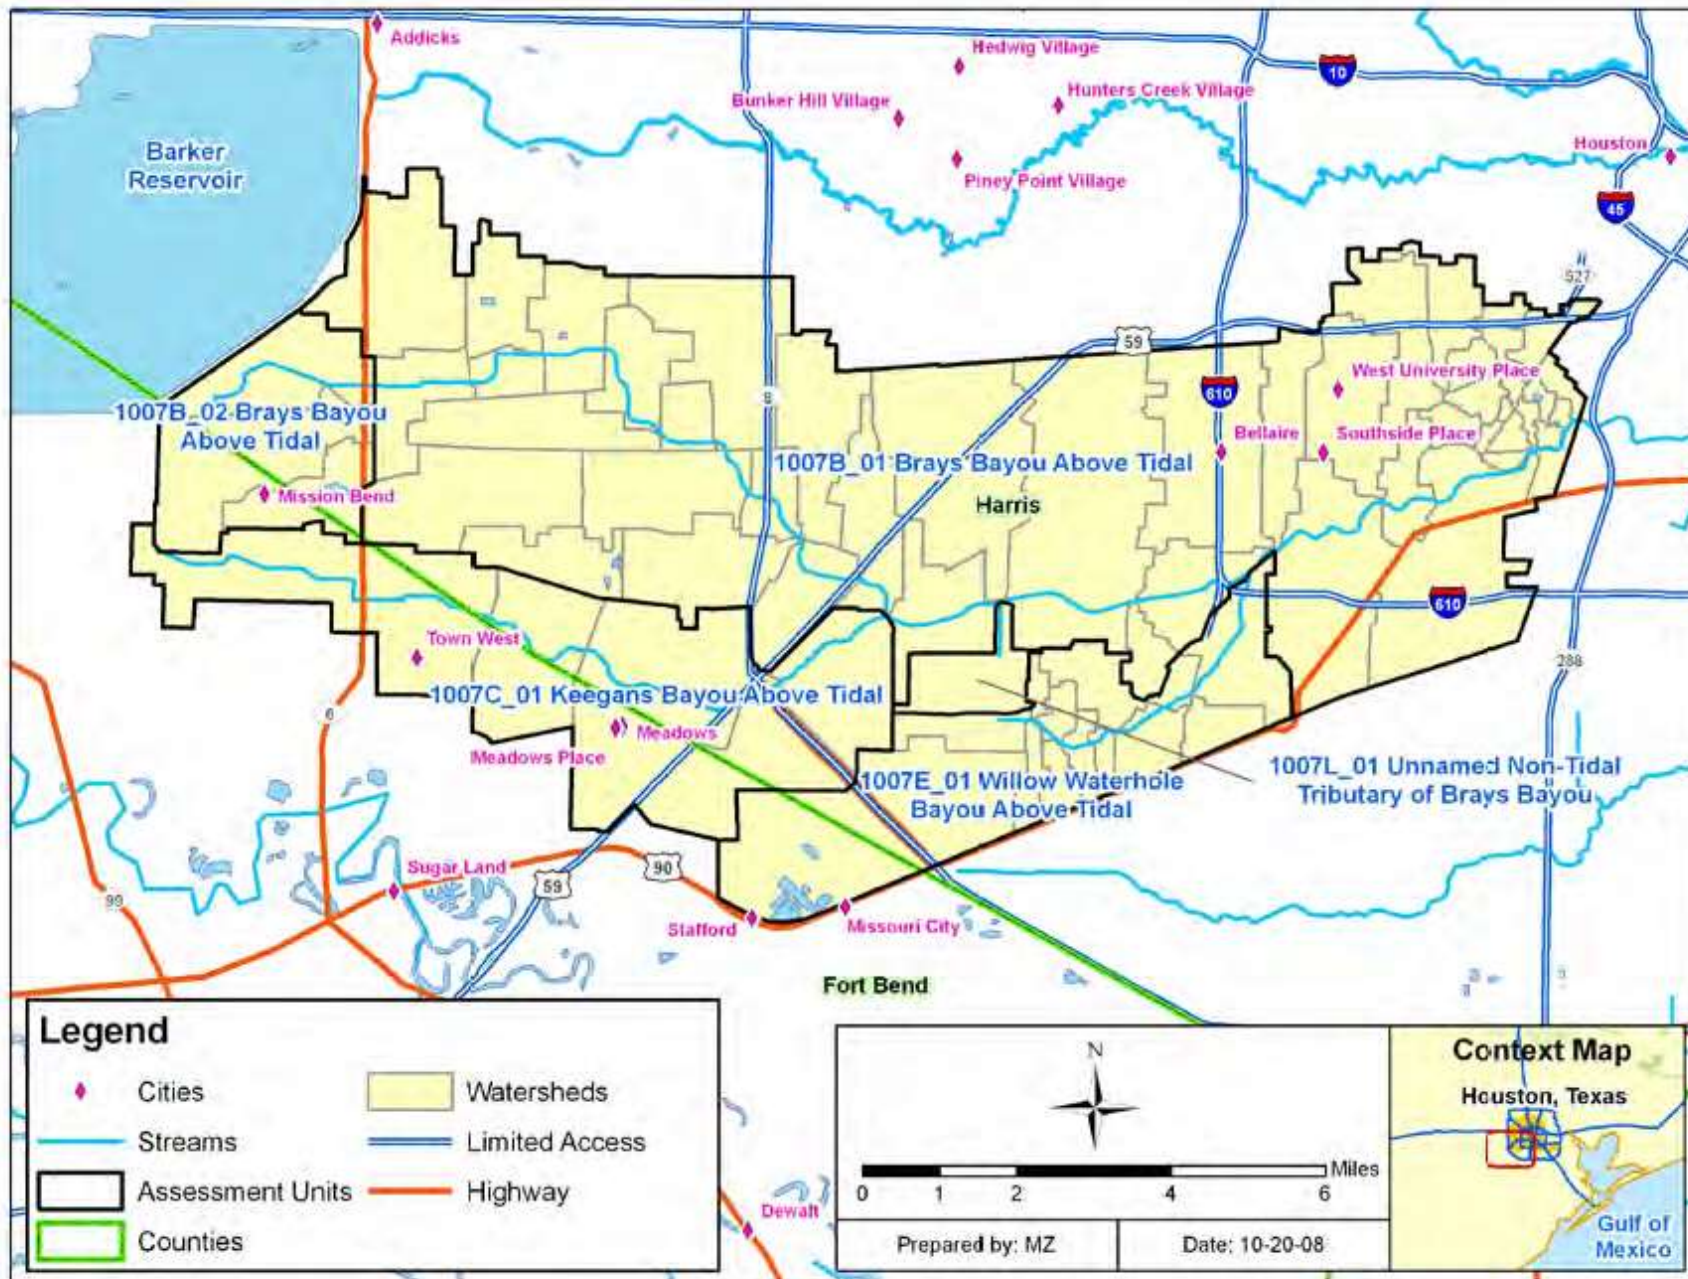 Addicks
Hedwig Village
10
Bunker Hill Village
Hunters Creek Village
Houston
Barker
Reservoir
Piney Point Village
45
527
59
West University Place
8
610
1007B_02 Brays Bayou
Above Tidal
Bellaire
Southside Place
1007B_01 Brays Bayou Above Tidal
Mission Bend
Harris
610
Town West
288
1007C_01 Keegans Bayou Above Tidal
6
Meadows
Meadows Place
1007E_01 Willow Waterhole
Bayou Above Tidal
1007L_01 Unnamed Non-Tidal
Tributary of Brays Bayou
Sugar Land
90
59
99
Stafford
Missouri City
Fort Bend
Legend
Cities
Watersheds
Streams
Limited Access
Assessment Units
Highway
Counties
Dewalt
N
Miles
0 1 2 4 6
Prepared by: MZ
Date: 10-20-08
Context Map
Houston, Texas
Gulf of
Mexico